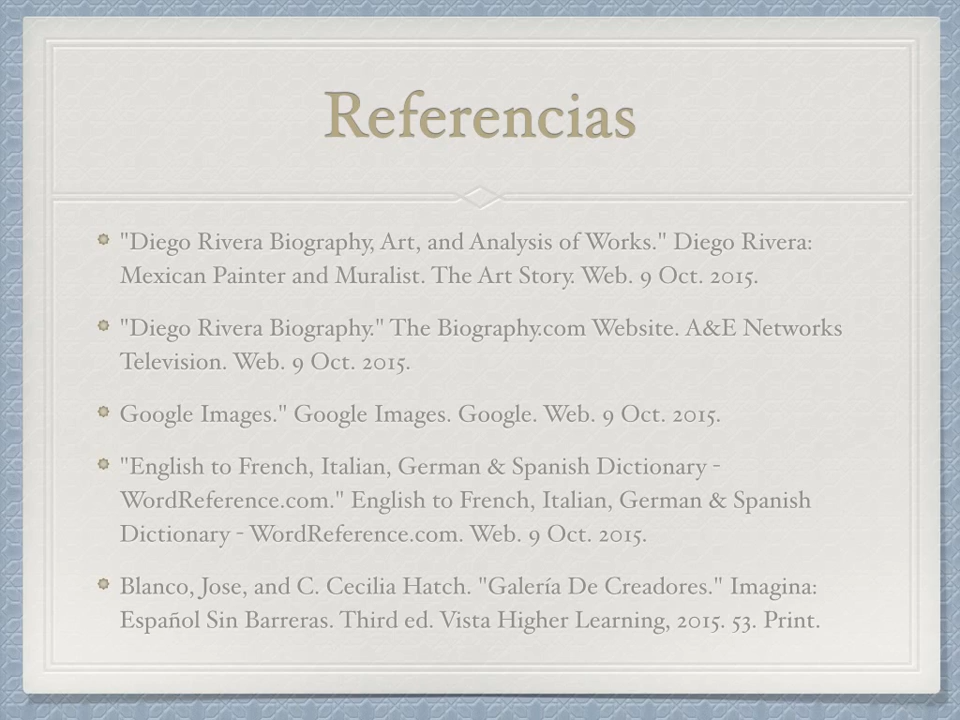 Referencias
"Diego Rivera Biography, Art, and Analysis of Works." Diego Rivera:
Mexican Painter and Muralist. The Art Story. Web. 9 Oct. 2015.
"Diego Rivera Biography." The Biography.com Website. A&E Networks
Television. Web. 9 Oct. 2015.
Google Images." Google Images. Google. Web. 9 Oct. 2015.
"English to French, Italian, German & Spanish Dictionary -
WordReference.com." English to French, Italian, German & Spanish
Dictionary - WordReference.com. Web. 9 Oct. 2015.
Blanco, Jose, and C. Cecilia Hatch. "Galería De Creadores." Imagina:
Español Sin Barreras. Third ed. Vista Higher Learning, 2015. 53. Print.